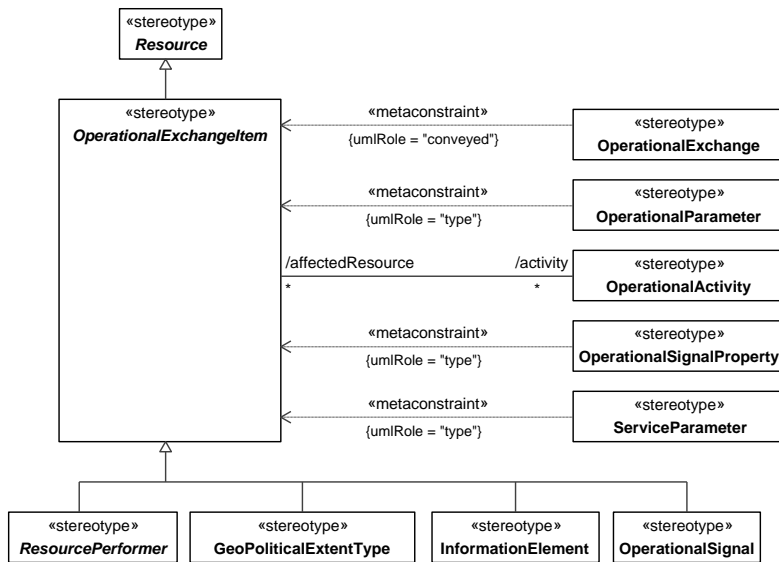 «stereotype»
Resource
«stereotype»
OperationalExchangeItem
«metaconstraint»
{umlRole = "conveyed"}
«stereotype»
OperationalExchange
«metaconstraint»
{umlRole = "type"}
«stereotype»
OperationalParameter
/affectedResource
/activity
*
*
«stereotype»
OperationalActivity
«metaconstraint»
{umlRole = "type"}
«stereotype»
OperationalSignalProperty
«metaconstraint»
{umlRole = "type"}
«stereotype»
ServiceParameter
«stereotype»
ResourcePerformer
«stereotype»
GeoPoliticalExtentType
«stereotype»
InformationElement
«stereotype»
OperationalSignal